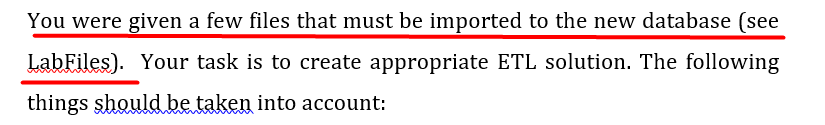 You were given a few files that must be imported to the new database (see
LabFiles). Your task is to create appropriate ETL solution. The following
things should be taken into account: